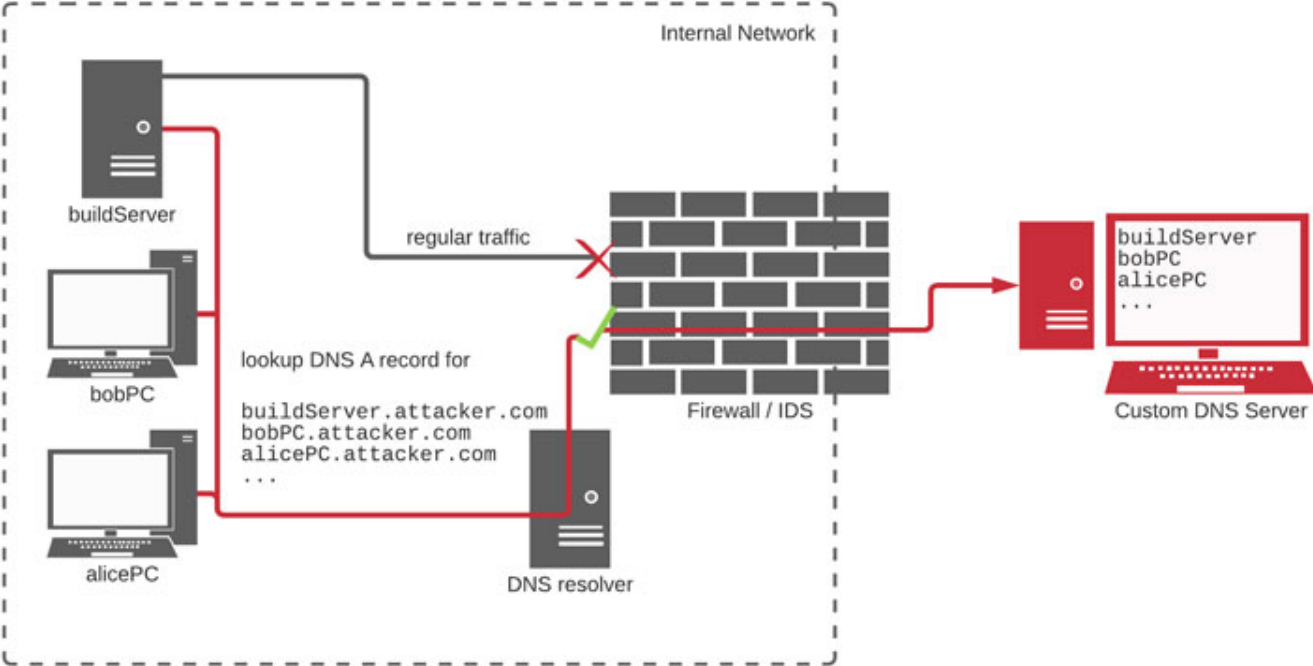 Internal Network
buildServer
regular traffic
bobPC
lookup DNS A record for
buildServer.attacker.com
bobPC.attacker.com
alicePC.attacker.com
...
alicePC
DNS resolver
Firewall / IDS
buildServer
bobPC
alicePC
...
Custom DNS Server